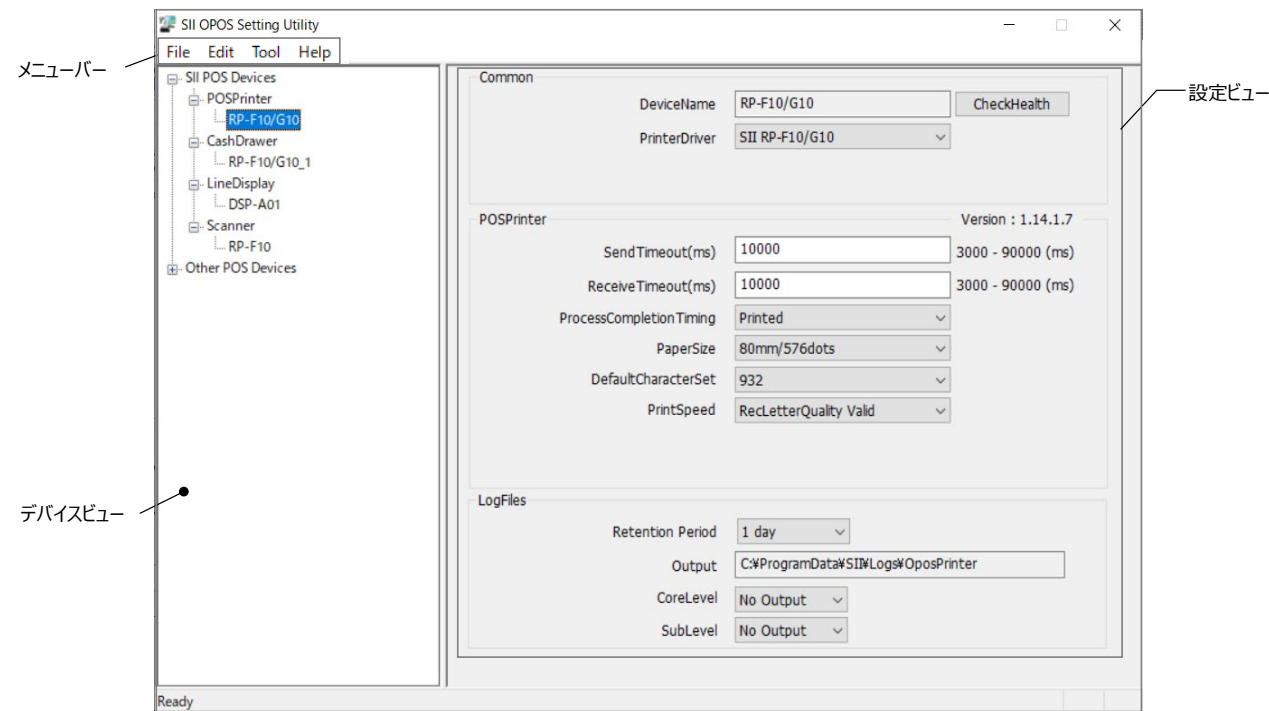 SII OPOS Setting Utility
File Edit Tool Help
メニューバー
SII POS Devices
POSPrinter
RP-F10/G10
CashDrawer
RP-F10/G10_1
LineDisplay
DSP-A01
Scanner
RP-F10
Other POS Devices
デバイスビュー
設定ビュー
Common
DeviceName RP-F10/G10 CheckHealth
PrinterDriver SII RP-F10/G10
POSPrinter Version : 1.14.1.7
SendTimeout(ms) 10000 3000 - 90000 (ms)
ReceiveTimeout(ms) 10000 3000 - 90000 (ms)
ProcessCompletionTiming Printed
PaperSize 80mm/576dots
DefaultCharacterSet 932
PrintSpeed RecLetterQuality Valid
LogFiles
Retention Period 1 day
Output C:¥ProgramData¥SII¥Logs¥OposPrinter
CoreLevel No Output
SubLevel No Output
Ready